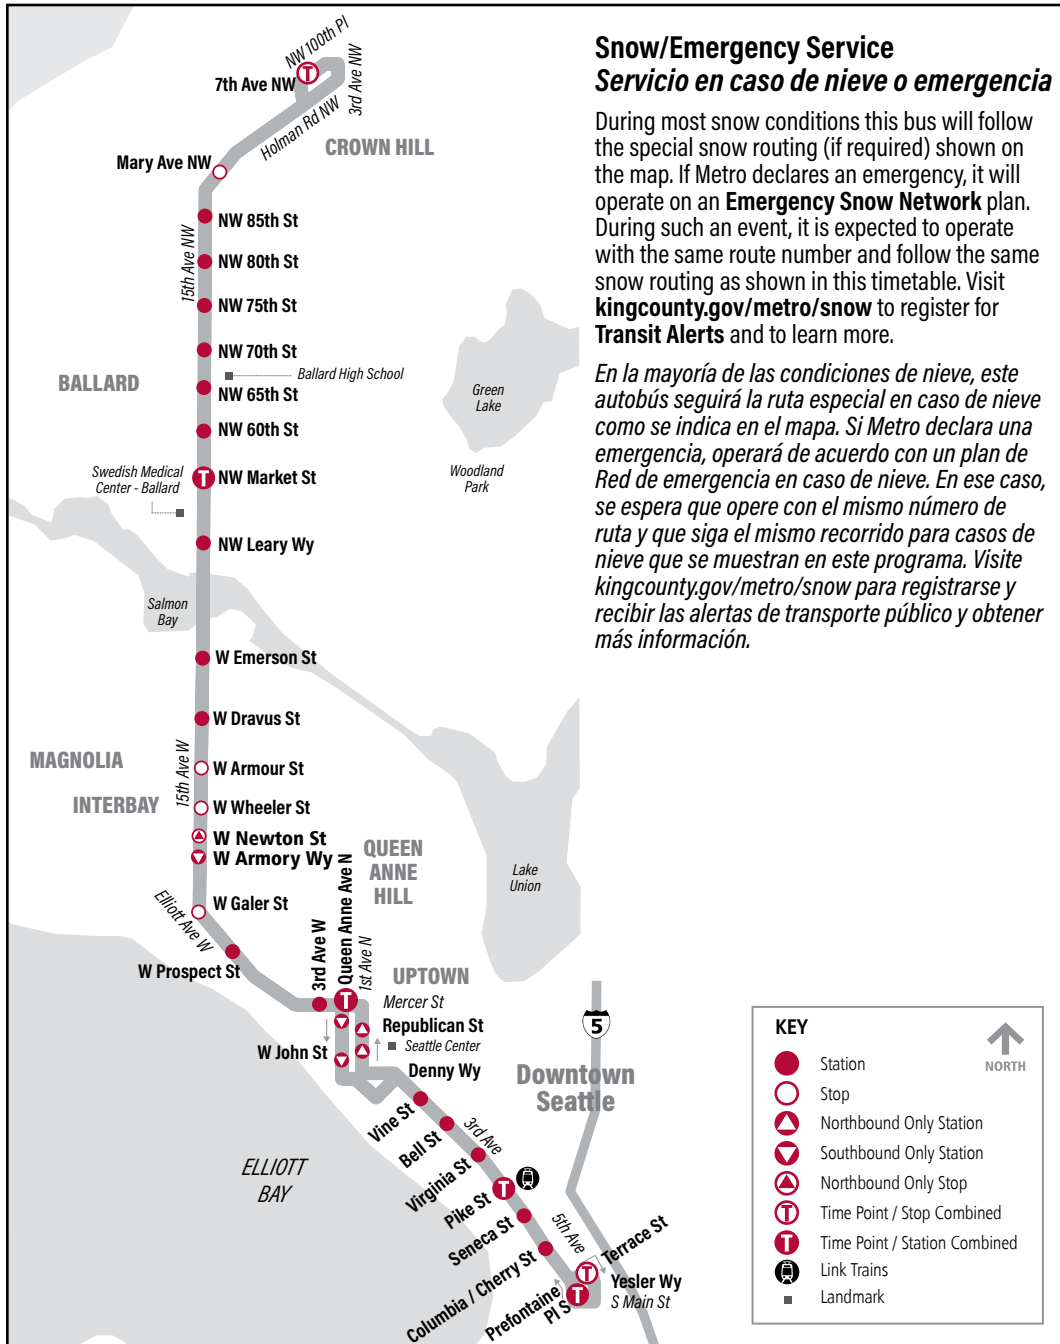 Snow/Emergency Service
Servicio en caso de nieve o emergencia
During most snow conditions this bus will follow
the special snow routing (if required) shown on
the map. If Metro declares an emergency, it will
operate on an Emergency Snow Network plan.
During such an event, it is expected to operate
with the same route number and follow the same
snow routing as shown in this timetable. Visit
kingcounty.gov/metro/snow to register for
Transit Alerts and to learn more.
En la mayoría de las condiciones de nieve, este
autobús seguirá la ruta especial en caso de nieve
como se indica en el mapa. Si Metro declara una
emergencia, operará de acuerdo con un plan de
Red de emergencia en caso de nieve. En ese caso,
se espera que opere con el mismo número de
ruta y que siga el mismo recorrido para casos de
nieve que se muestran en este programa. Visite
kingcounty.gov/metro/snow para registrarse y
recibir las alertas de transporte público y obtener
más información.
NW 100th Pl
T
7th Ave NW
3rd Ave NW
Holman Rd NW
CROWN HILL
Mary Ave NW
NW 85th St
15th Ave NW
NW 80th St
NW 75th St
NW 70th St
Ballard High School
BALLARD
NW 65th St
Green
Lake
NW 60th St
Woodland
Park
Swedish Medical
Center - Ballard
T
NW Market St
NW Leary Wy
Salmon
Bay
W Emerson St
W Dravus St
MAGNOLIA
15th Ave W
W Armour St
INTERBAY
W Wheeler St
W Newton St
W Armory Wy
QUEEN
ANNE
HILL
Lake
Union
W Galer St
Elliott Ave W
W Prospect St
3rd Ave W
Queen Anne Ave N
1st Ave N
UPTOWN
T
Mercer St
Republican St
Seattle Center
W John St
Denny Wy
5
Downtown
Seattle
Vine St
Bell St
3rd Ave
Virginia St
Pike St
T
Seneca St
5th Ave
Columbia / Cherry St
Terrace St
T
Yesler Wy
S Main St
Prefontaine
Pl S
T
ELLIOTT
BAY
KEY
NORTH
Station
Stop
Northbound Only Station
Southbound Only Station
Northbound Only Stop
T
Time Point / Stop Combined
T
Time Point / Station Combined
Link Trains
Landmark